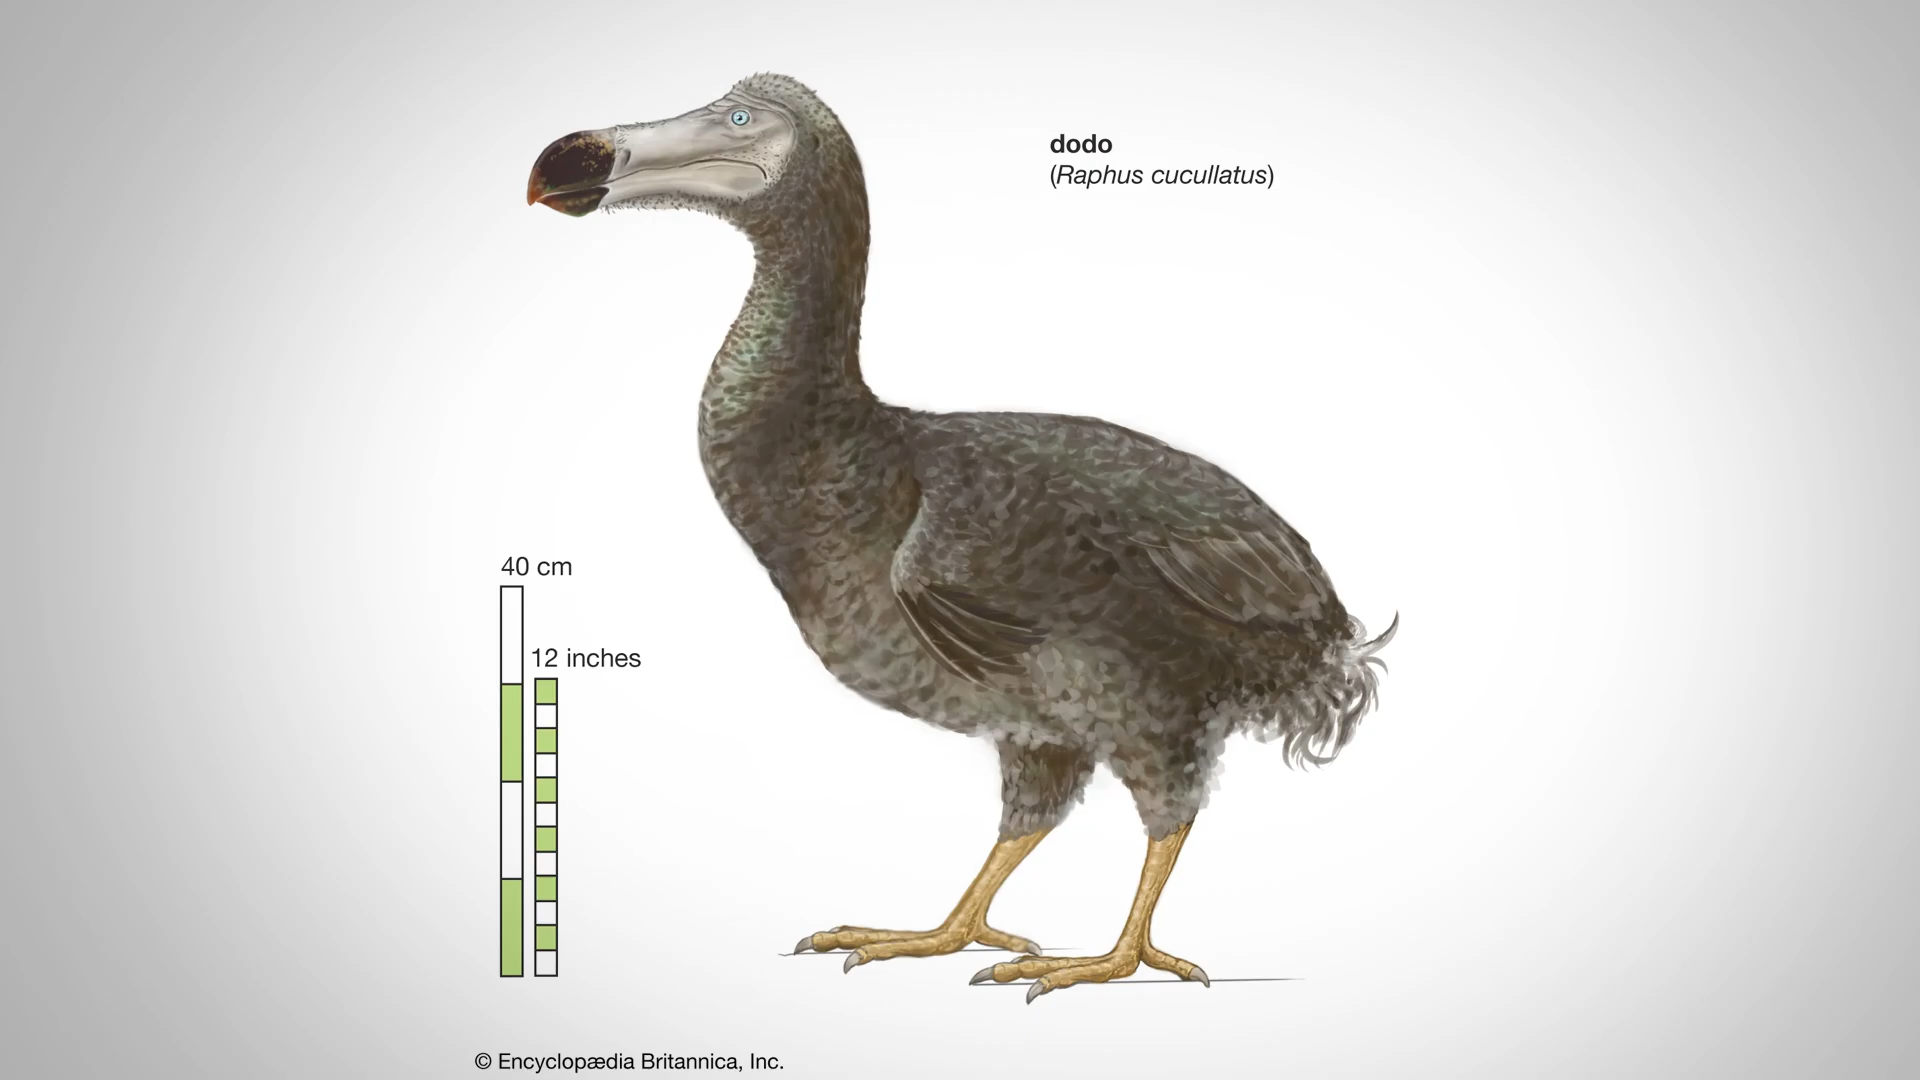 dodo
(Raphus cucullatus)
40 cm
12 inches
© Encyclopædia Britannica, Inc.